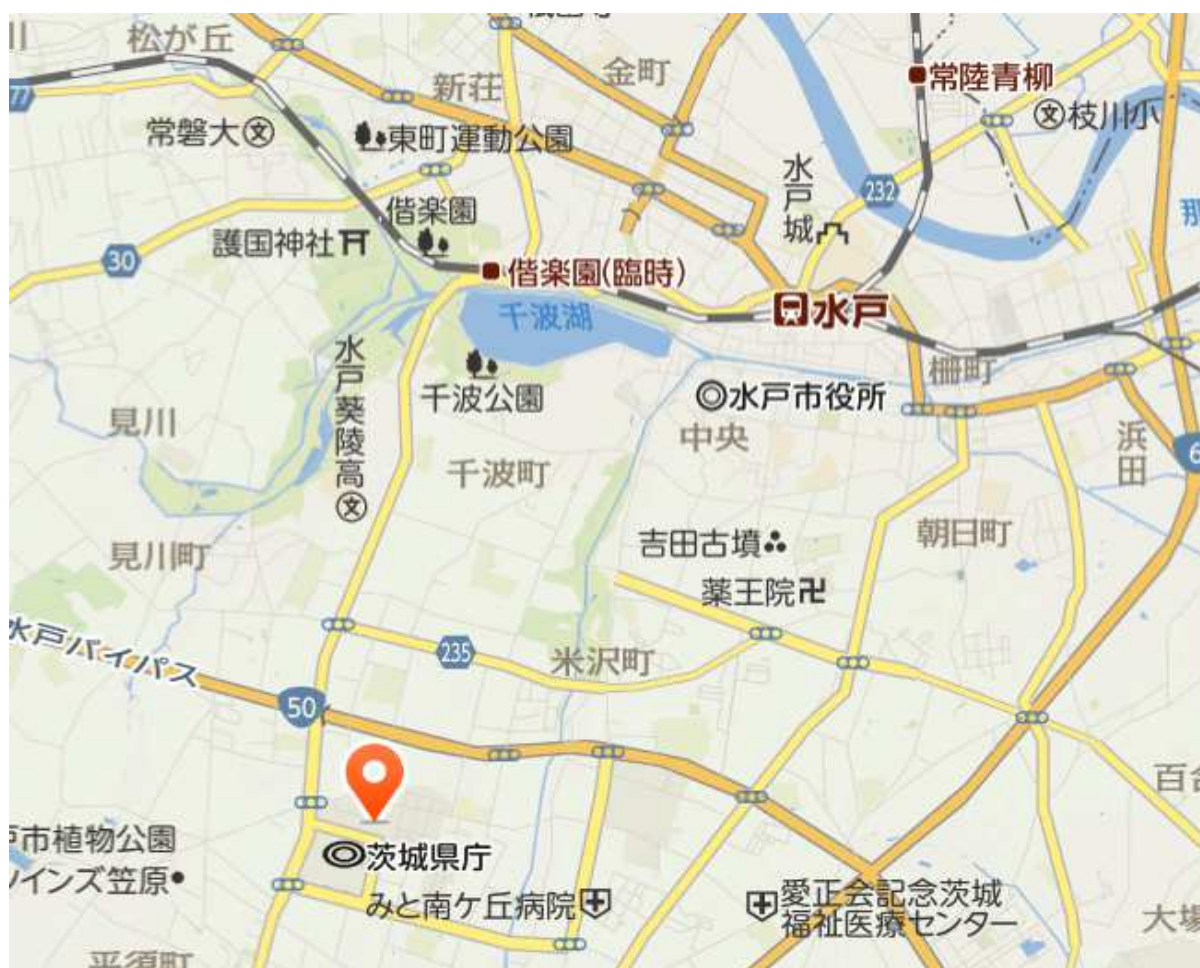 松が丘
金町
新荘
常陸青柳
77
常磐大
東町運動公園
枝川小
水戸城
232
偕楽園
護国神社
30
偕楽園(臨時)
千波湖
水戸
水戸葵陵高
千波公園
水戸市役所
柵町
見川
中央
浜田
6
千波町
朝日町
見川町
吉田古墳
薬王院
水戸バイパス
235
米沢町
50
市植物公園
インズ笠原
茨城県庁
みと南ケ丘病院
愛正会記念茨城
福祉医療センター
大場
平須町